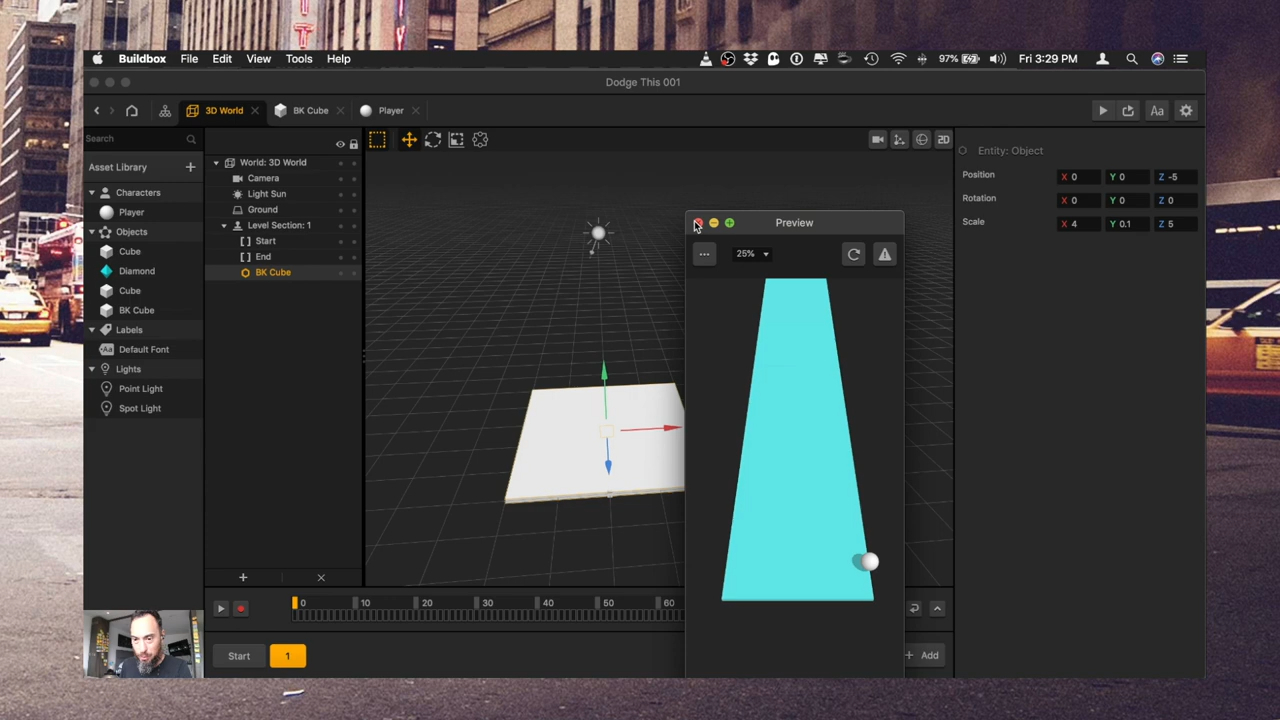 Buildbox File Edit View Tools Help 97% Fri 3:29 PM
Dodge This 001
3D World BK Cube Player Aa
Search
Asset Library
Characters
Player
Objects
Cube
Diamond
Cube
BK Cube
Labels
Aa Default Font
Lights
Point Light
Spot Light
World: 3D World
Camera
Light Sun
Ground
Level Section: 1
Start
End
BK Cube
2D
Preview
25%
Entity: Object
Position X 0 Y 0 Z -5
Rotation X 0 Y 0 Z 0
Scale X 4 Y 0.1 Z 5
0 10 20 30 40 50 60
Start 1 + Add